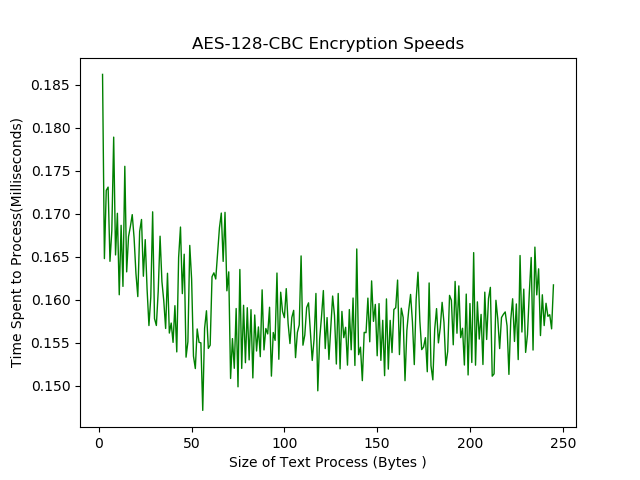 AES-128-CBC Encryption Speeds
0.185
0.180
0.175
0.170
0.165
0.160
0.155
0.150
Time Spent to Process(Milliseconds)
0 50 100 150 200 250
Size of Text Process (Bytes )